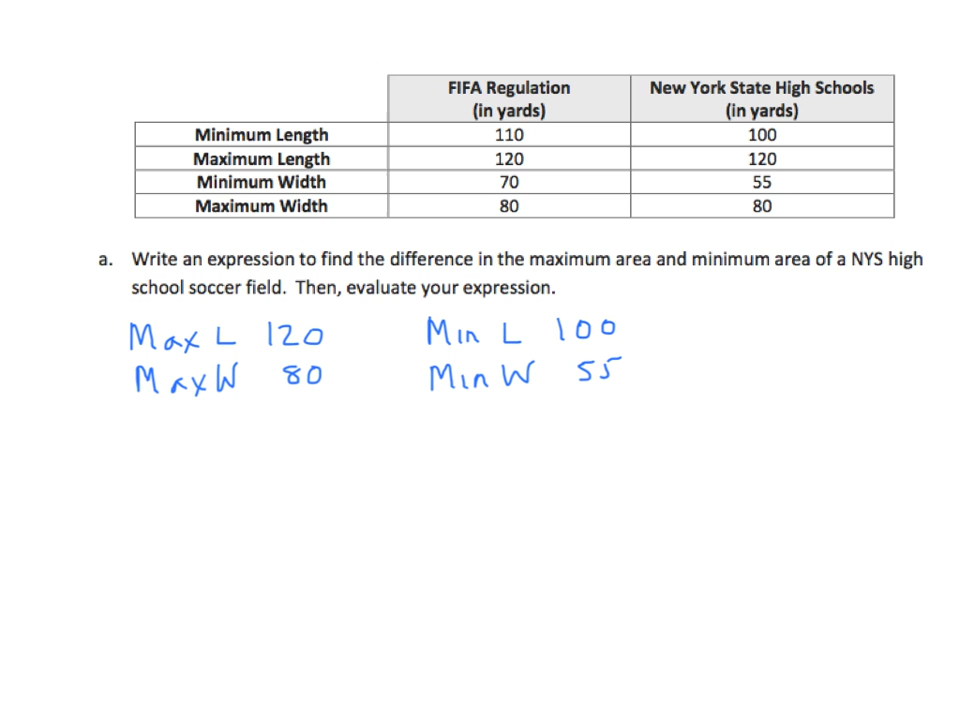 FIFA Regulation New York State High Schools
(in yards) (in yards)
Minimum Length 110 100
Maximum Length 120 120
Minimum Width 70 55
Maximum Width 80 80
a. Write an expression to find the difference in the maximum area and minimum area of a NYS high
school soccer field. Then, evaluate your expression.
Max L 120 Min L 100
Max W 80 Min W 55